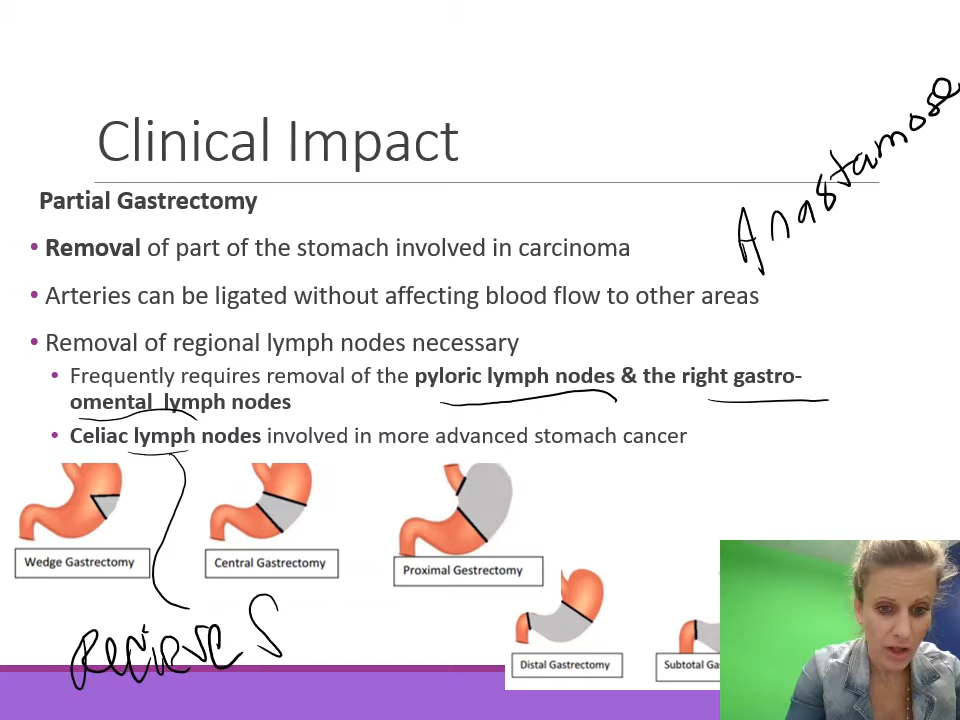 Clinical Impact
Anastamose
Partial Gastrectomy
• Removal of part of the stomach involved in carcinoma
• Arteries can be ligated without affecting blood flow to other areas
• Removal of regional lymph nodes necessary
• Frequently requires removal of the pyloric lymph nodes & the right gastro-
omental lymph nodes
• Celiac lymph nodes involved in more advanced stomach cancer
Wedge Gastrectomy
Central Gastrectomy
Proximal Gestrectomy
Distal Gastrectomy
Subtotal Gas
Recieves